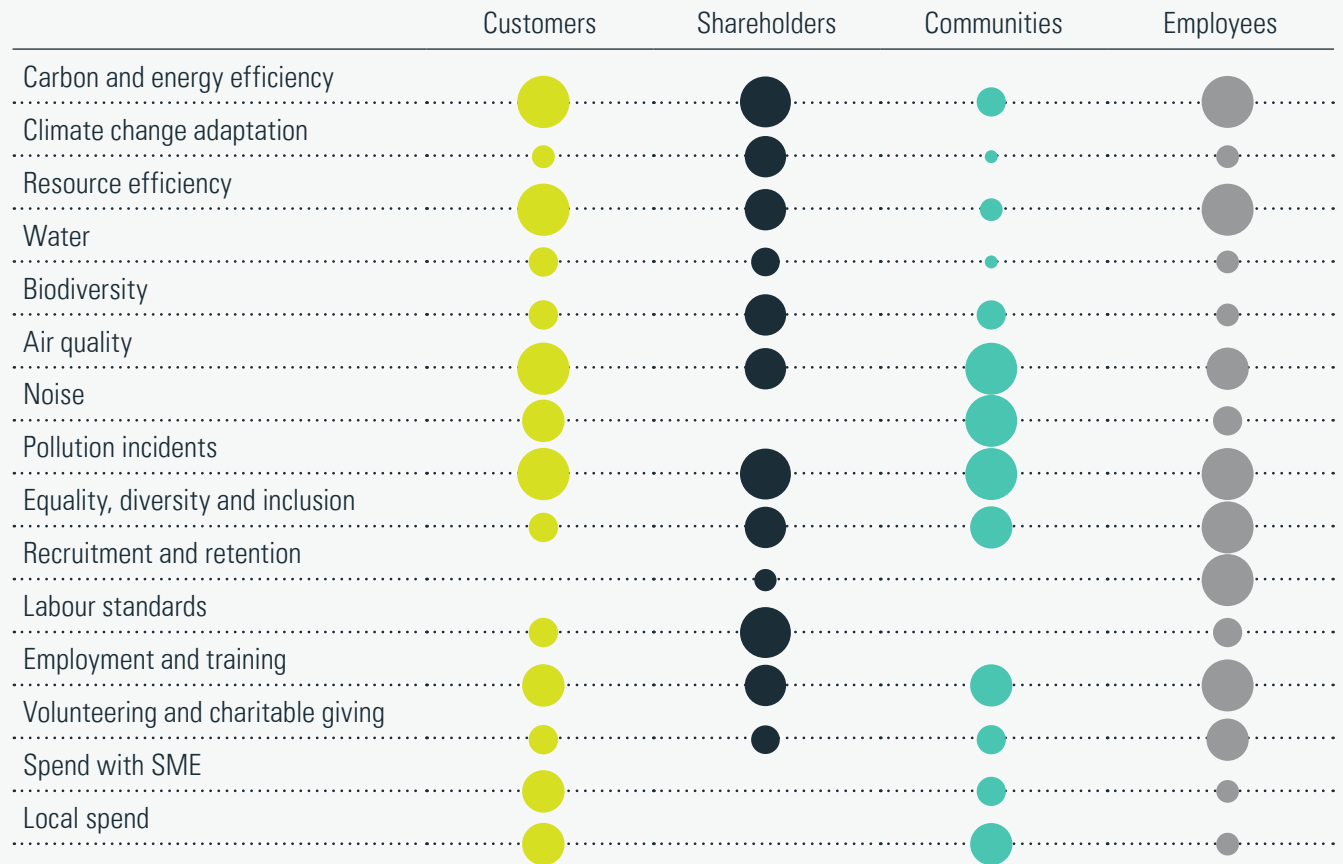 Customers Shareholders Communities Employees
Carbon and energy efficiency
Climate change adaptation
Resource efficiency
Water
Biodiversity
Air quality
Noise
Pollution incidents
Equality, diversity and inclusion
Recruitment and retention
Labour standards
Employment and training
Volunteering and charitable giving
Spend with SME
Local spend